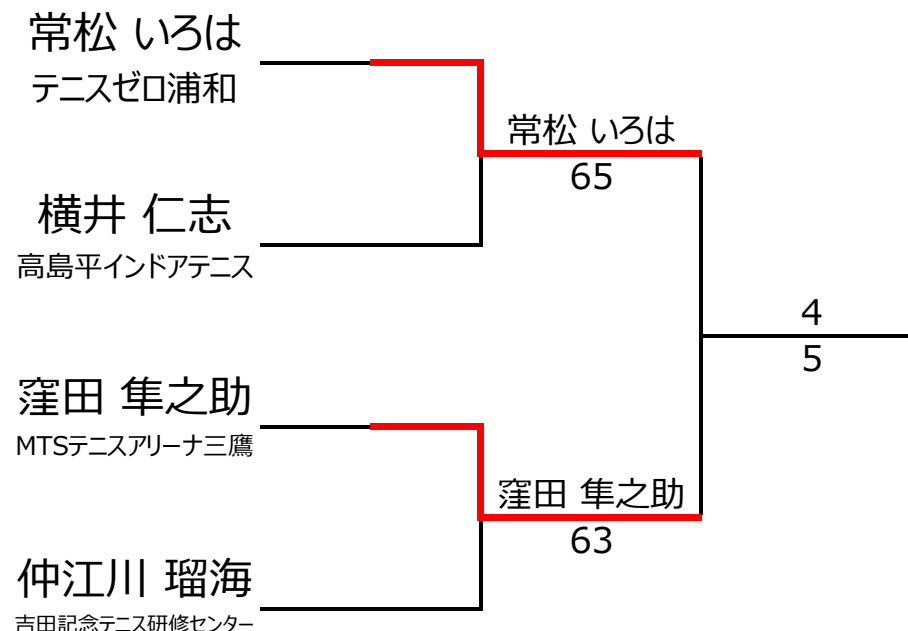 常松 いろは
テニスゼロ浦和
常松 いろは
65
横井 仁志
高島平インドアテニス
4
5
窪田 隼之助
MTSテニスアリーナ三鷹
窪田 隼之助
63
仲江川 瑠海
吉田記念テニス研修センター